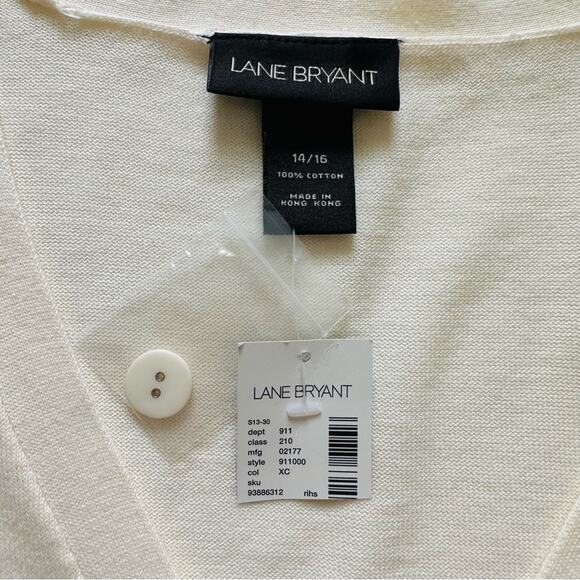 LANE BRYANT
14/16
100% COTTON
MADE IN
HONG KONG
LANE BRYANT
S13-30
dept 911
class 210
mfg 02177
style 911000
col XC
sku
93886312 rihs